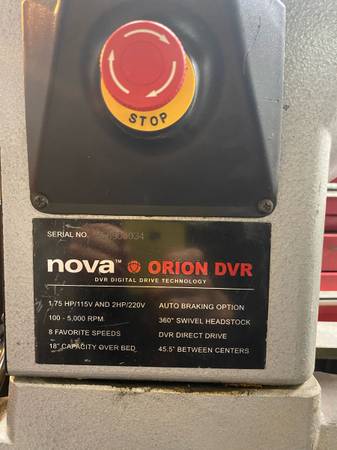 STOP
SERIAL NO.
nova™ ORION DVR
DVR DIGITAL DRIVE TECHNOLOGY
1.75 HP/115V AND 2HP/220V AUTO BRAKING OPTION
100 - 5,000 RPM 360° SWIVEL HEADSTOCK
8 FAVORITE SPEEDS DVR DIRECT DRIVE
18" CAPACITY OVER BED 45.5" BETWEEN CENTERS